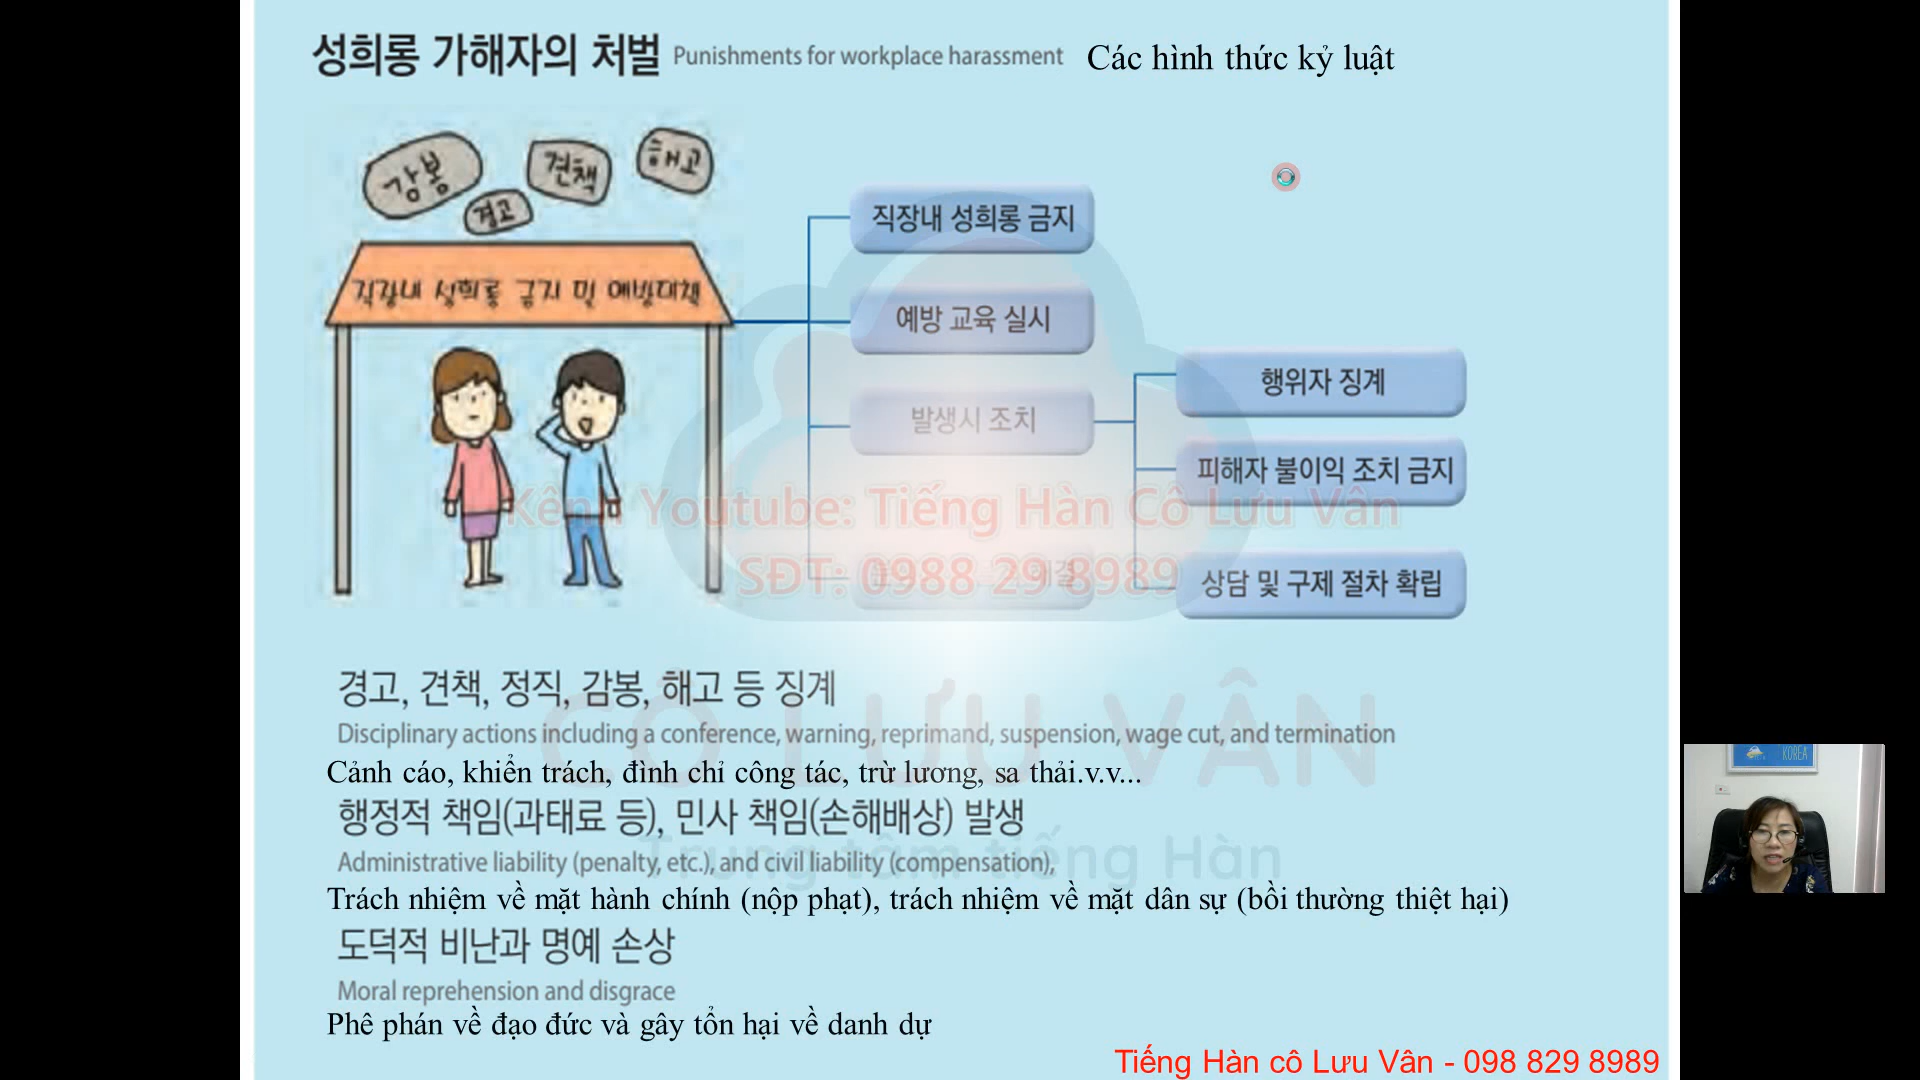 성희롱 가해자의 처벌 Punishments for workplace harassment Các hình thức kỷ luật
강봉
견책
해고
경고
직장내 성희롱 금지 및 예방대책
직장내 성희롱 금지
예방 교육 실시
발생시 조치
행위자 징계
피해자 불이익 조치 금지
상담 및 구제 절차 확립
Kênh Youtube: Tiếng Hàn Cô Lưu Vân
SĐT: 0988 29 8989
경고, 견책, 정직, 감봉, 해고 등 징계
Disciplinary actions including a conference, warning, reprimand, suspension, wage cut, and termination
Cảnh cáo, khiển trách, đình chỉ công tác, trừ lương, sa thải.v.v...
CÔ LƯU VÂN
행정적 책임(과태료 등), 민사 책임(손해배상) 발생
Trung tâm tiếng Hàn
Administrative liability (penalty, etc.), and civil liability (compensation),
Trách nhiệm về mặt hành chính (nộp phạt), trách nhiệm về mặt dân sự (bồi thường thiệt hại)
도덕적 비난과 명예 손상
Moral reprehension and disgrace
Phê phán về đạo đức và gây tổn hại về danh dự
Tiếng Hàn cô Lưu Vân - 098 829 8989
KOREA